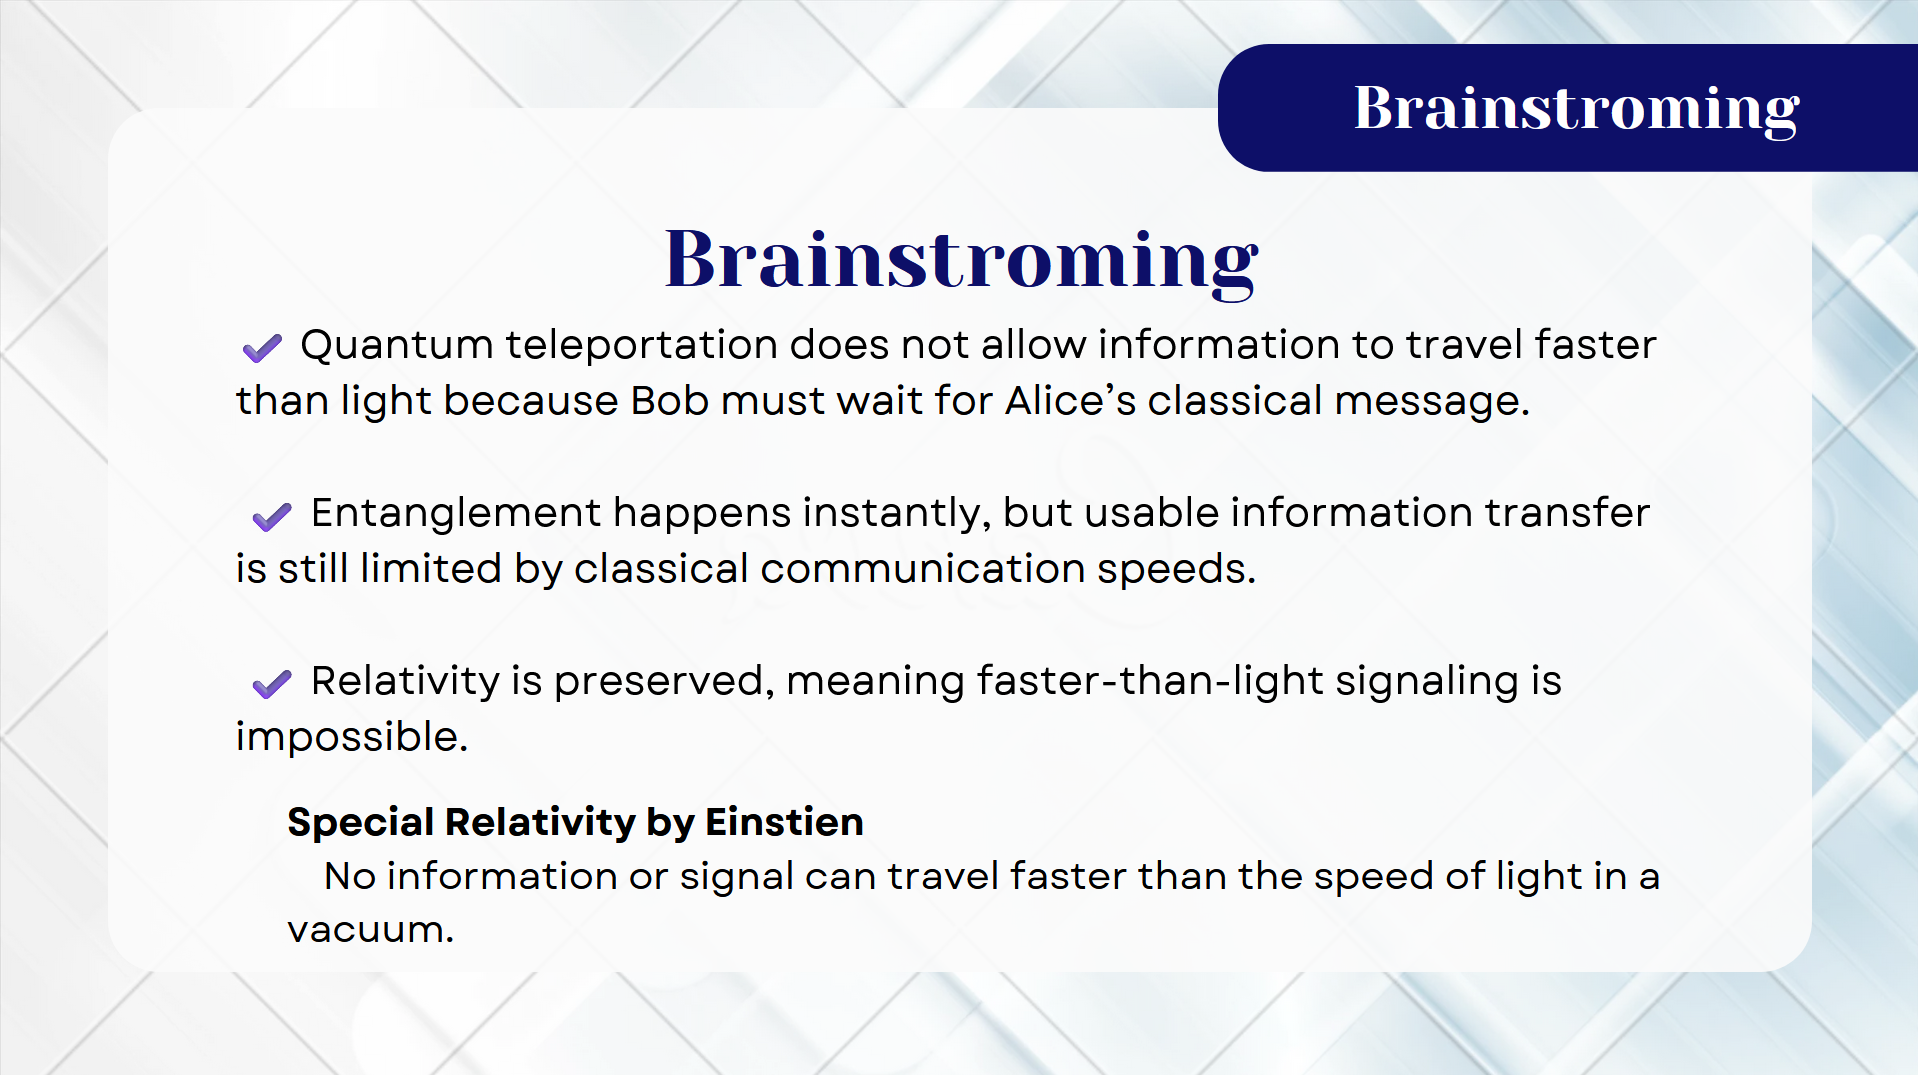 Brainstroming
Brainstroming
✔ Quantum teleportation does not allow information to travel faster
than light because Bob must wait for Alice’s classical message.
✔ Entanglement happens instantly, but usable information transfer
is still limited by classical communication speeds.
✔ Relativity is preserved, meaning faster-than-light signaling is
impossible.
Special Relativity by Einstien
No information or signal can travel faster than the speed of light in a
vacuum.